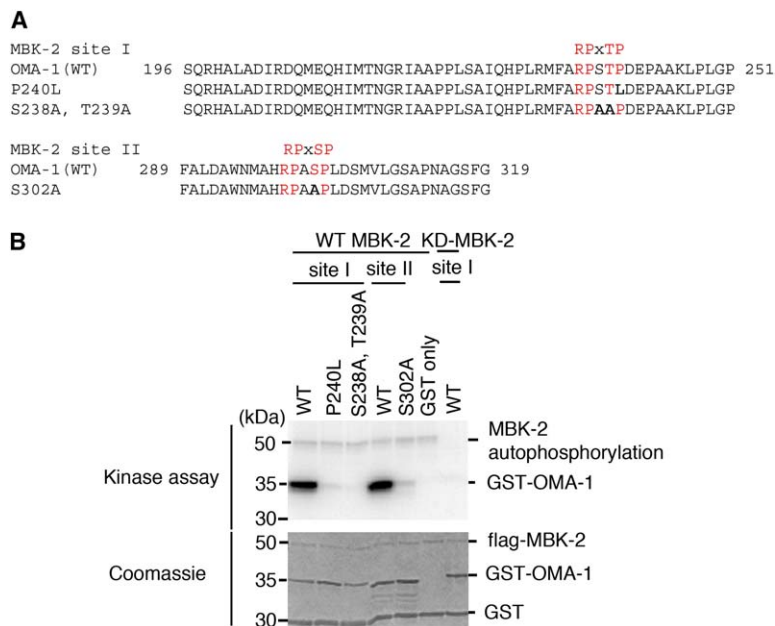 A
MBK-2 site I RPxTP
OMA-1(WT) 196 SQRHALADIRDQMEQHIMTNGRIAAPPLSAIQHPLRMFARPSTPDEPAAKLPLGP 251
P240L SQRHALADIRDQMEQHIMTNGRIAAPPLSAIQHPLRMFARPSTLDEPAAKLPLGP
S238A, T239A SQRHALADIRDQMEQHIMTNGRIAAPPLSAIQHPLRMFARPAAPDEPAAKLPLGP
MBK-2 site II RPxSP
OMA-1(WT) 289 FALDAWNMAHRPASPLDSMVLGSAPNAGSFG 319
S302A FALDAWNMAHRPAAPLDSMVLGSAPNAGSFG
B
WT MBK-2 KD-MBK-2
site I site II site I
(kDa) WT P240L S238A, T239A WT S302A GST only WT
50 MBK-2
autophosphorylation
Kinase assay 35 GST-OMA-1
30
50 flag-MBK-2
Coomassie 35 GST-OMA-1
30 GST